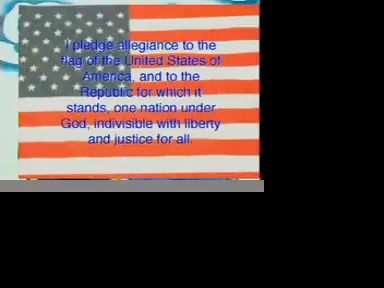 I pledge allegiance to the
flag of the United States of
America, and to the
Republic for which it
stands, one nation under
God, indivisible with liberty
and justice for all.